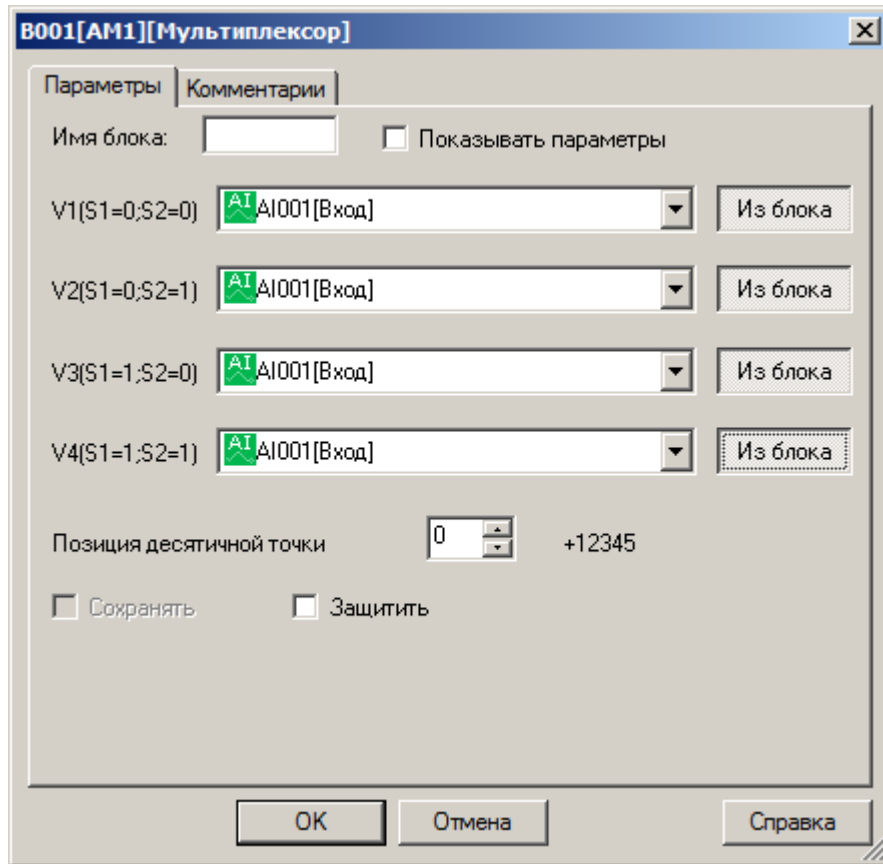 B001[AM1][Мультиплексор]
Параметры Комментарии
Имя блока: Показывать параметры
V1(S1=0;S2=0) AI AI001[Вход] Из блока
V2(S1=0;S2=1) AI AI001[Вход] Из блока
V3(S1=1;S2=0) AI AI001[Вход] Из блока
V4(S1=1;S2=1) AI AI001[Вход] Из блока
Позиция десятичной точки 0 +12345
Сохранять Защитить
OK Отмена Справка